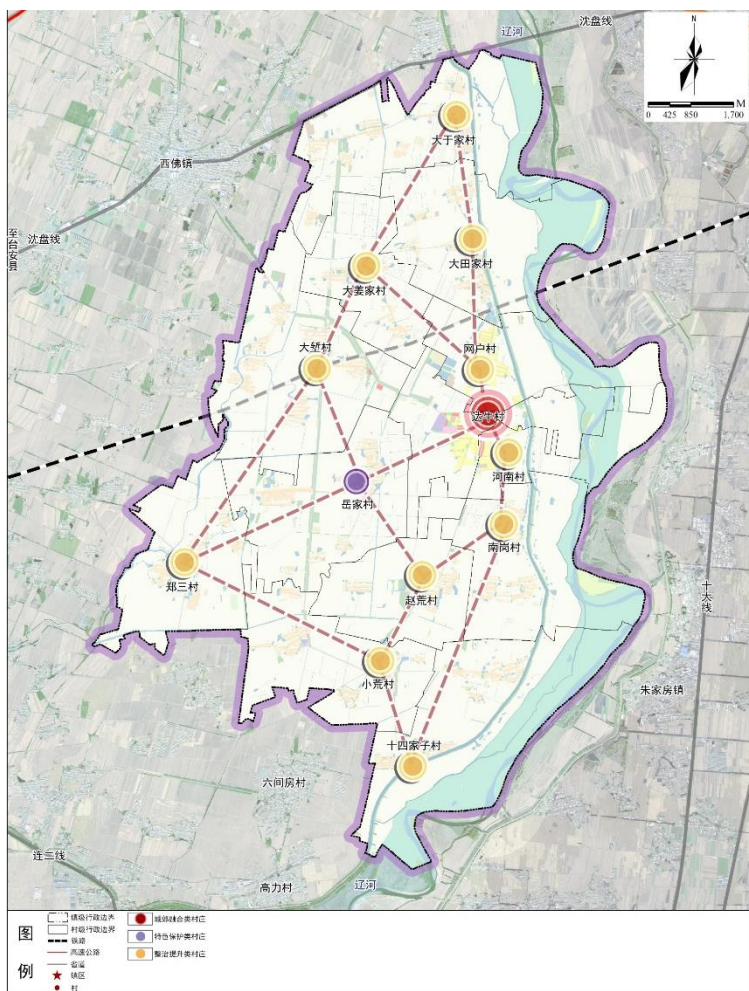 辽河
沈盘线
N
M
0 425 850 1,700
大于家村
西佛镇
至台安县
沈盘线
大田家村
大姜家村
大堑村
网户村
达牛村
河南村
岳家村
南岗村
郑三村
赵荒村
十大线
小荒村
朱家房镇
十四家子村
六间房村
连三线
高力村
辽河
图例
镇级行政边界
村级行政边界
铁路
高速公路
省道
镇区
村
城郊融合类村庄
特色保护类村庄
整治提升类村庄